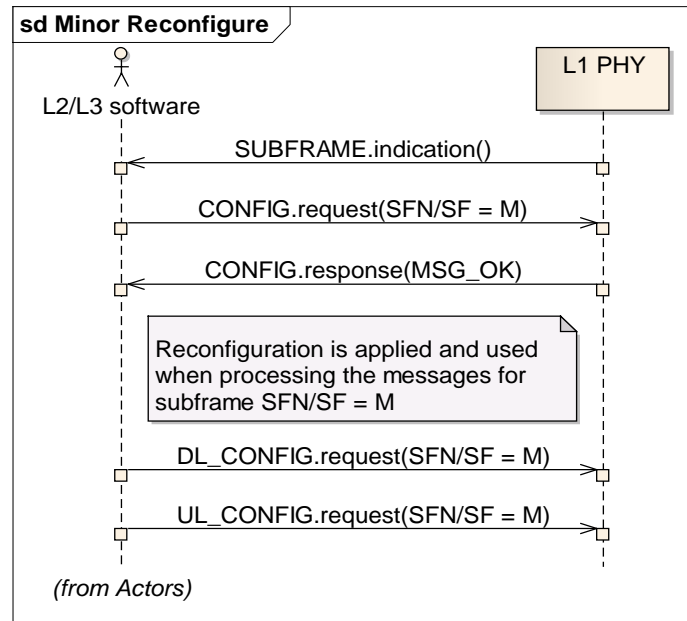 sd Minor Reconfigure
L2/L3 software
L1 PHY
SUBFRAME.indication()
CONFIG.request(SFN/SF = M)
CONFIG.response(MSG_OK)
Reconfiguration is applied and used
when processing the messages for
subframe SFN/SF = M
DL_CONFIG.request(SFN/SF = M)
UL_CONFIG.request(SFN/SF = M)
(from Actors)